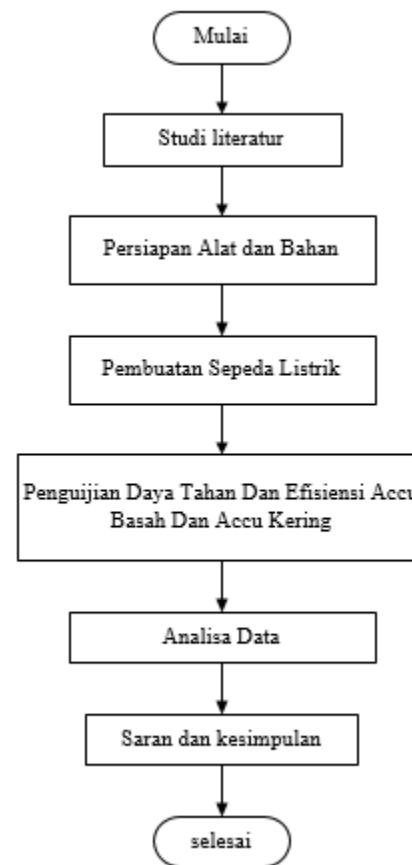 Mulai
Studi literatur
Persiapan Alat dan Bahan
Pembuatan Sepeda Listrik
Penguijian Daya Tahan Dan Efisiensi Accu
Basah Dan Accu Kering
Analisa Data
Saran dan kesimpulan
selesai